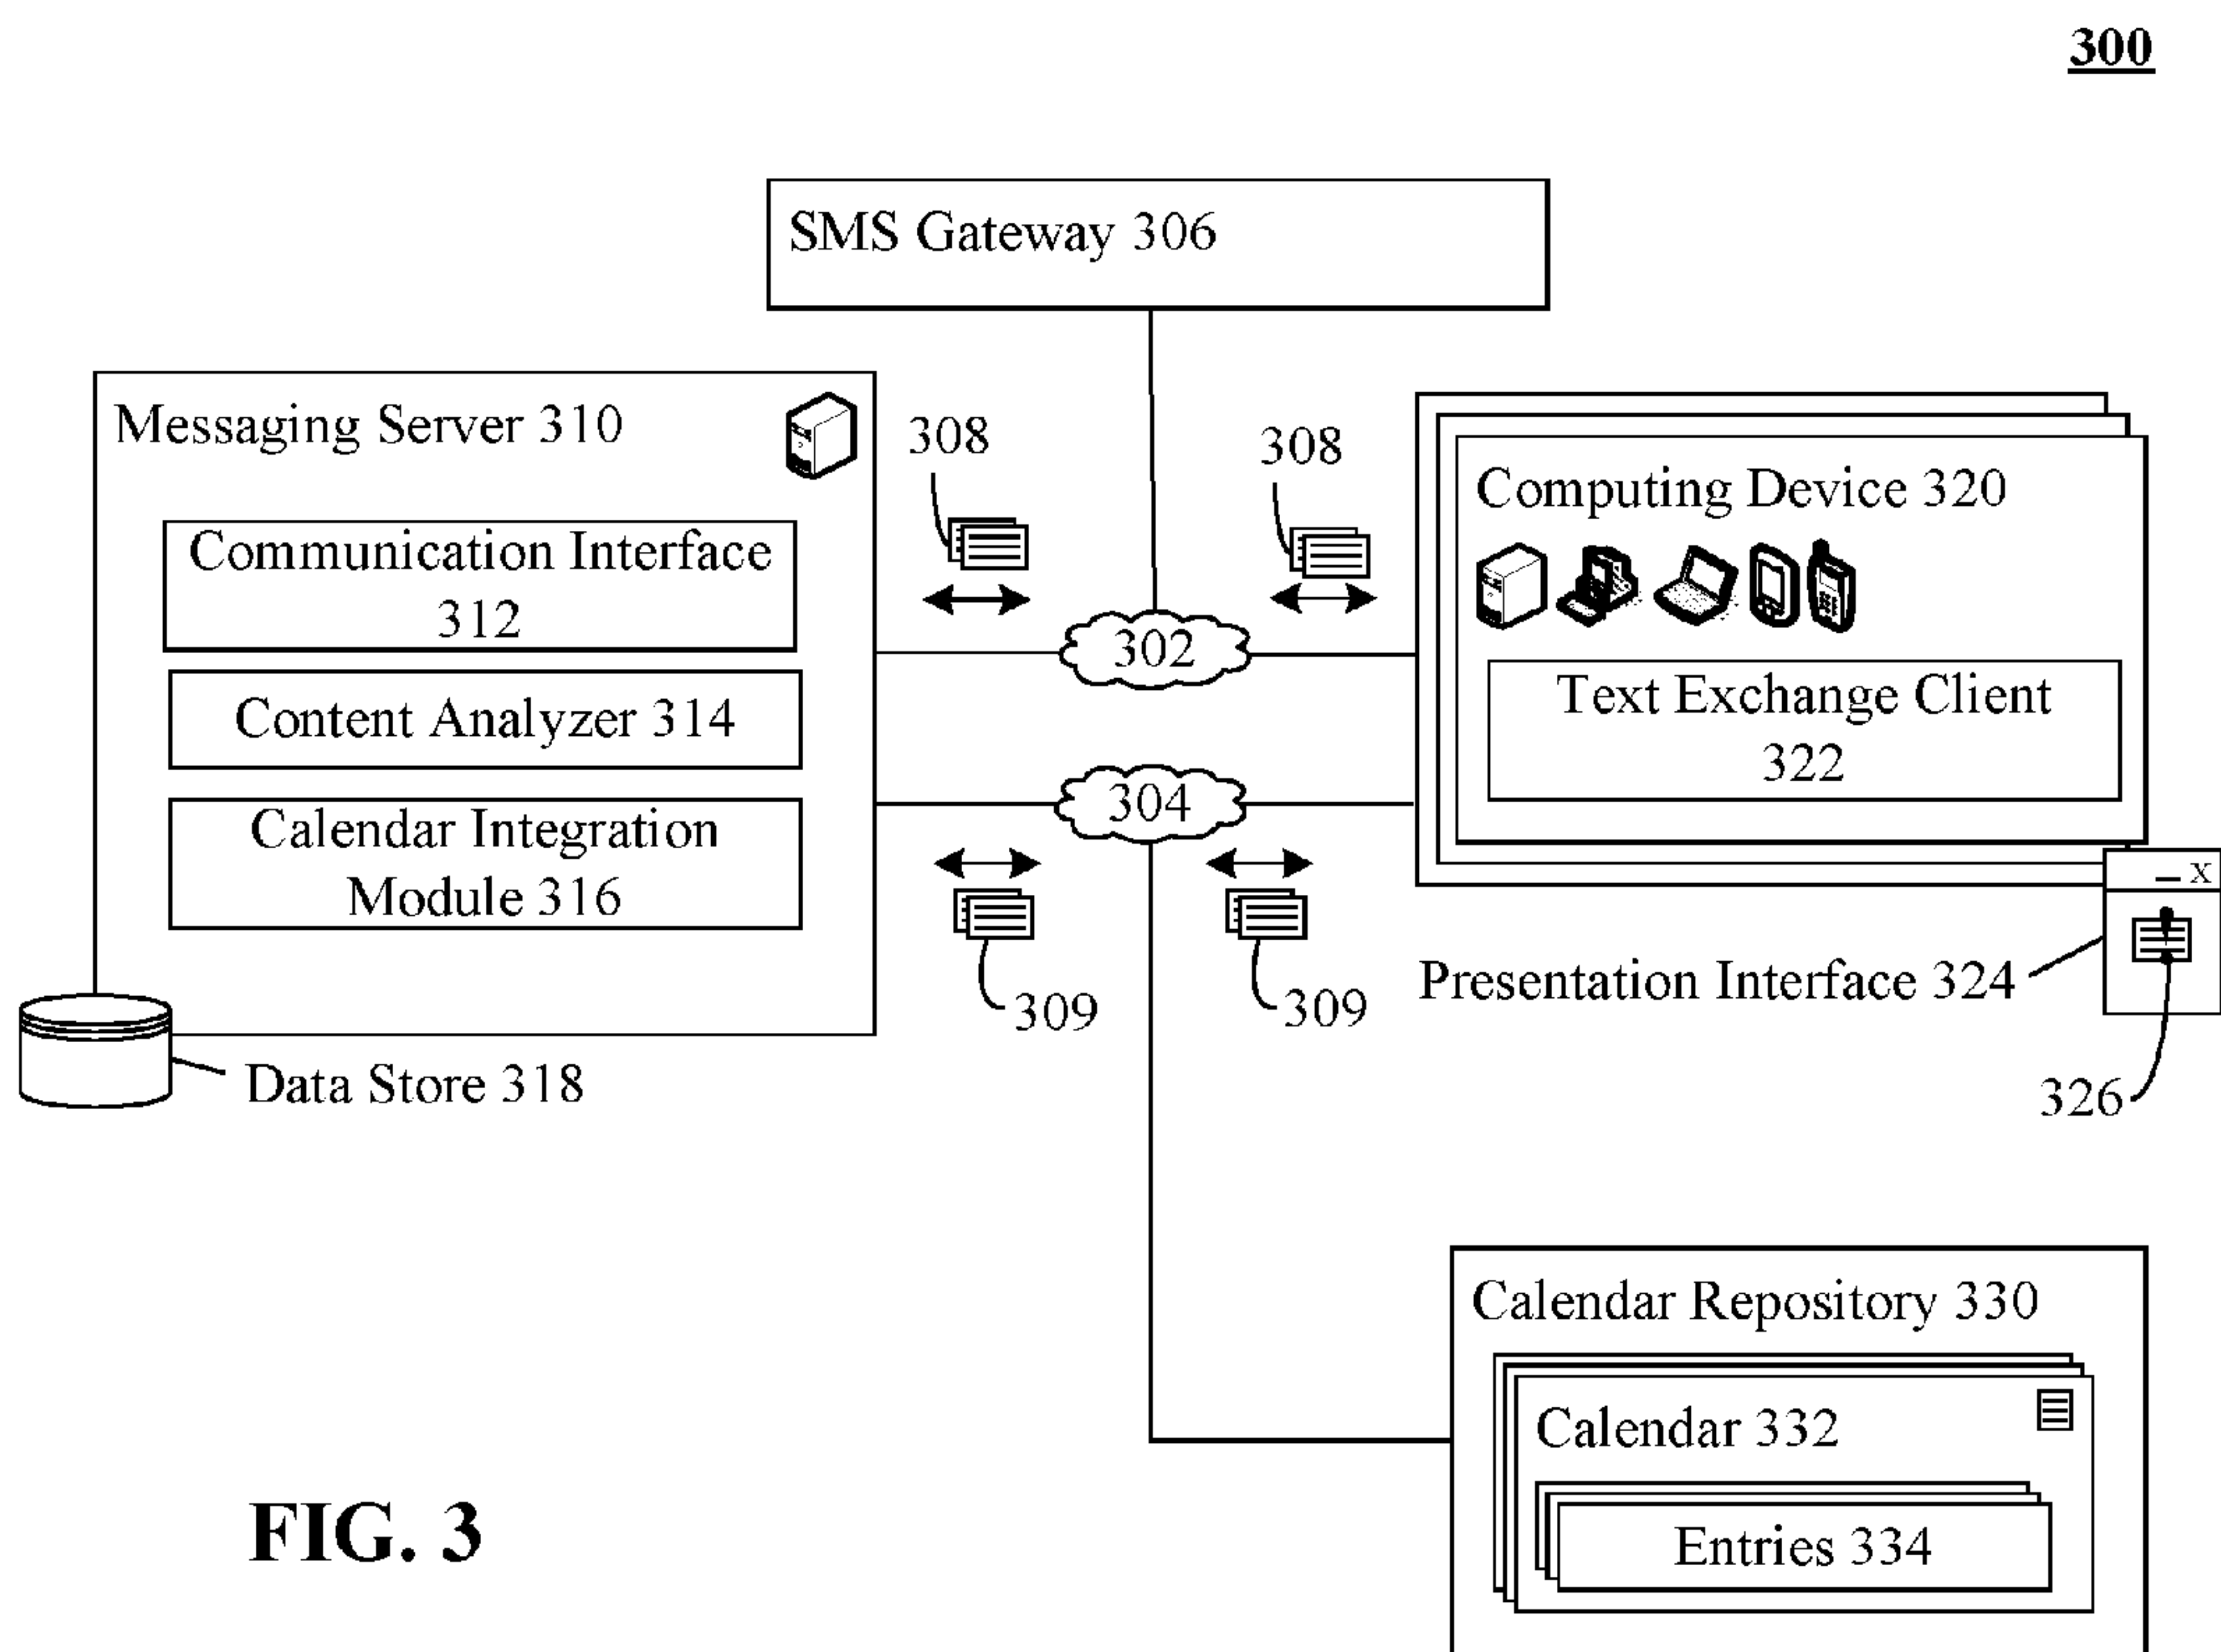 300
SMS Gateway 306
Messaging Server 310
Communication Interface
312
Content Analyzer 314
Calendar Integration
Module 316
Data Store 318
308
308
302
304
309
309
Computing Device 320
Text Exchange Client
322
_ X
Presentation Interface 324
326
Calendar Repository 330
Calendar 332
Entries 334
FIG. 3